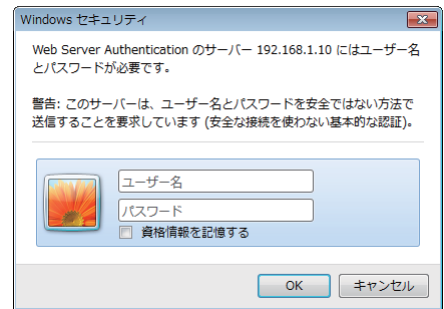 Windows セキュリティ
Web Server Authentication のサーバー 192.168.1.10 にはユーザー名
とパスワードが必要です。
警告: このサーバーは、ユーザー名とパスワードを安全ではない方法で
送信することを要求しています (安全な接続を使わない基本的な認証)。
ユーザー名
パスワード
資格情報を記憶する
OK キャンセル